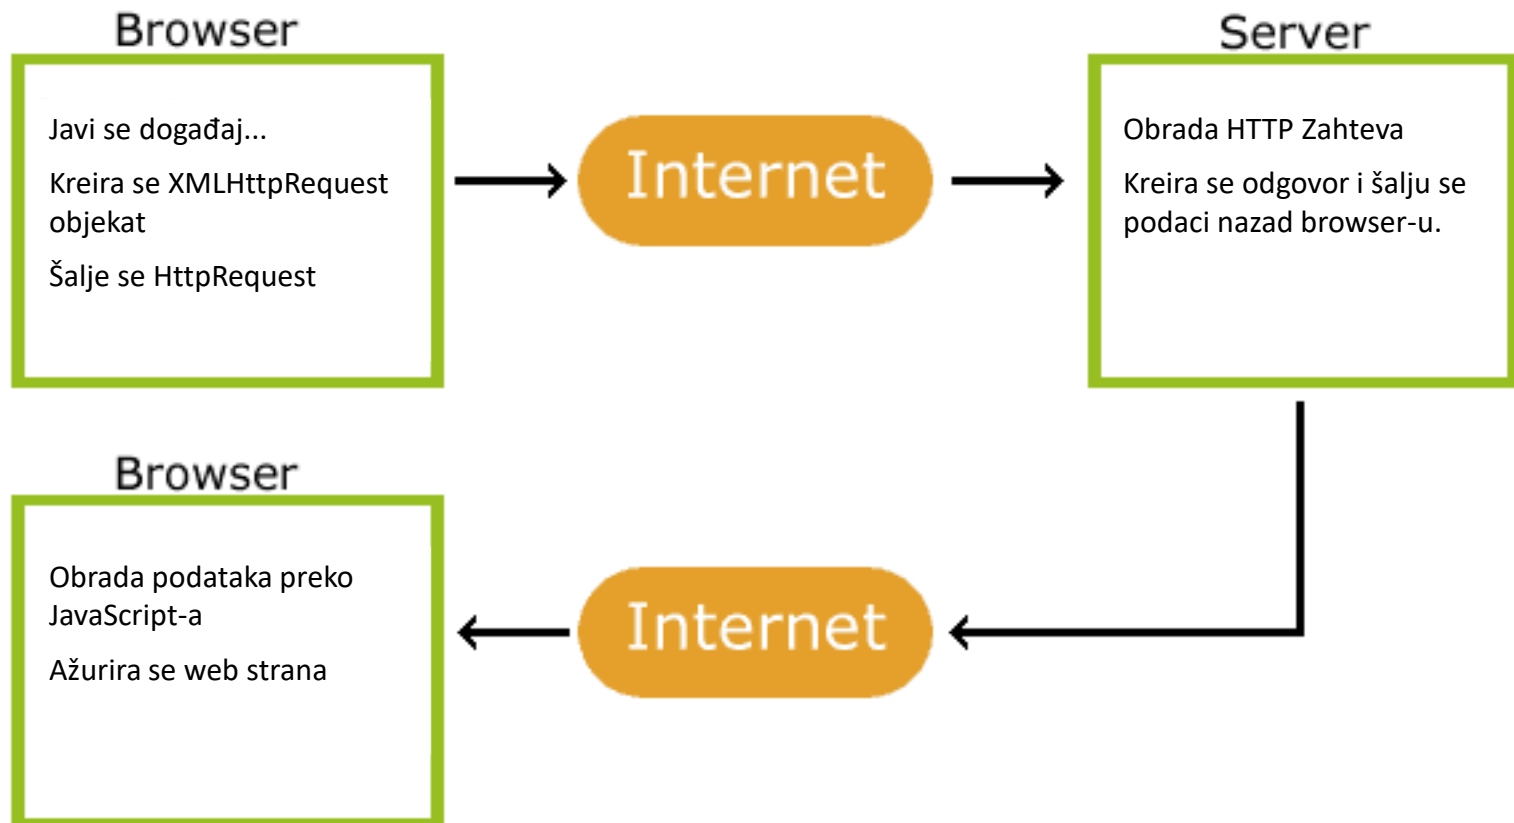 Browser
Javi se događaj...
Kreira se XMLHttpRequest
objekat
Šalje se HttpRequest
Internet
Server
Obrada HTTP Zahteva
Kreira se odgovor i šalju se
podaci nazad browser-u.
Browser
Obrada podataka preko
JavaScript-a
Ažurira se web strana
Internet